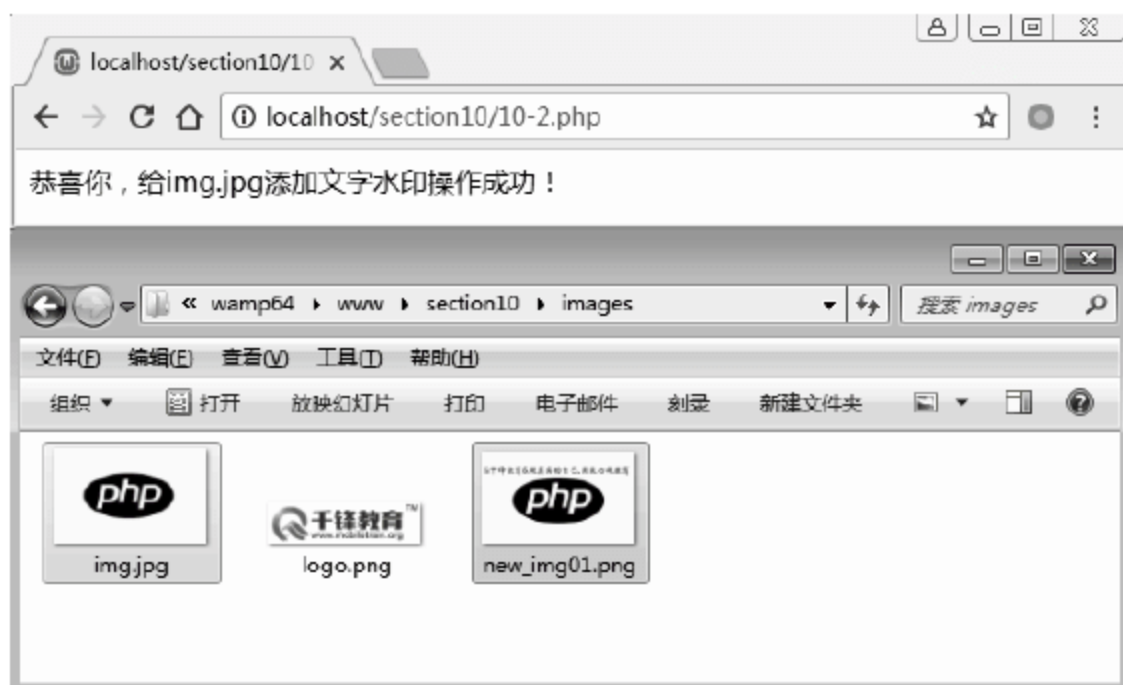 localhost/section10/10
localhost/section10/10-2.php
恭喜你，给img.jpg添加文字水印操作成功！
« wamp64 www section10 images
搜索 images
文件(F) 编辑(E) 查看(V) 工具(T) 帮助(H)
组织 打开 放映幻灯片 打印 电子邮件 刻录 新建文件夹
php
千锋教育 TM
php
img.jpg
logo.png
new_img01.png